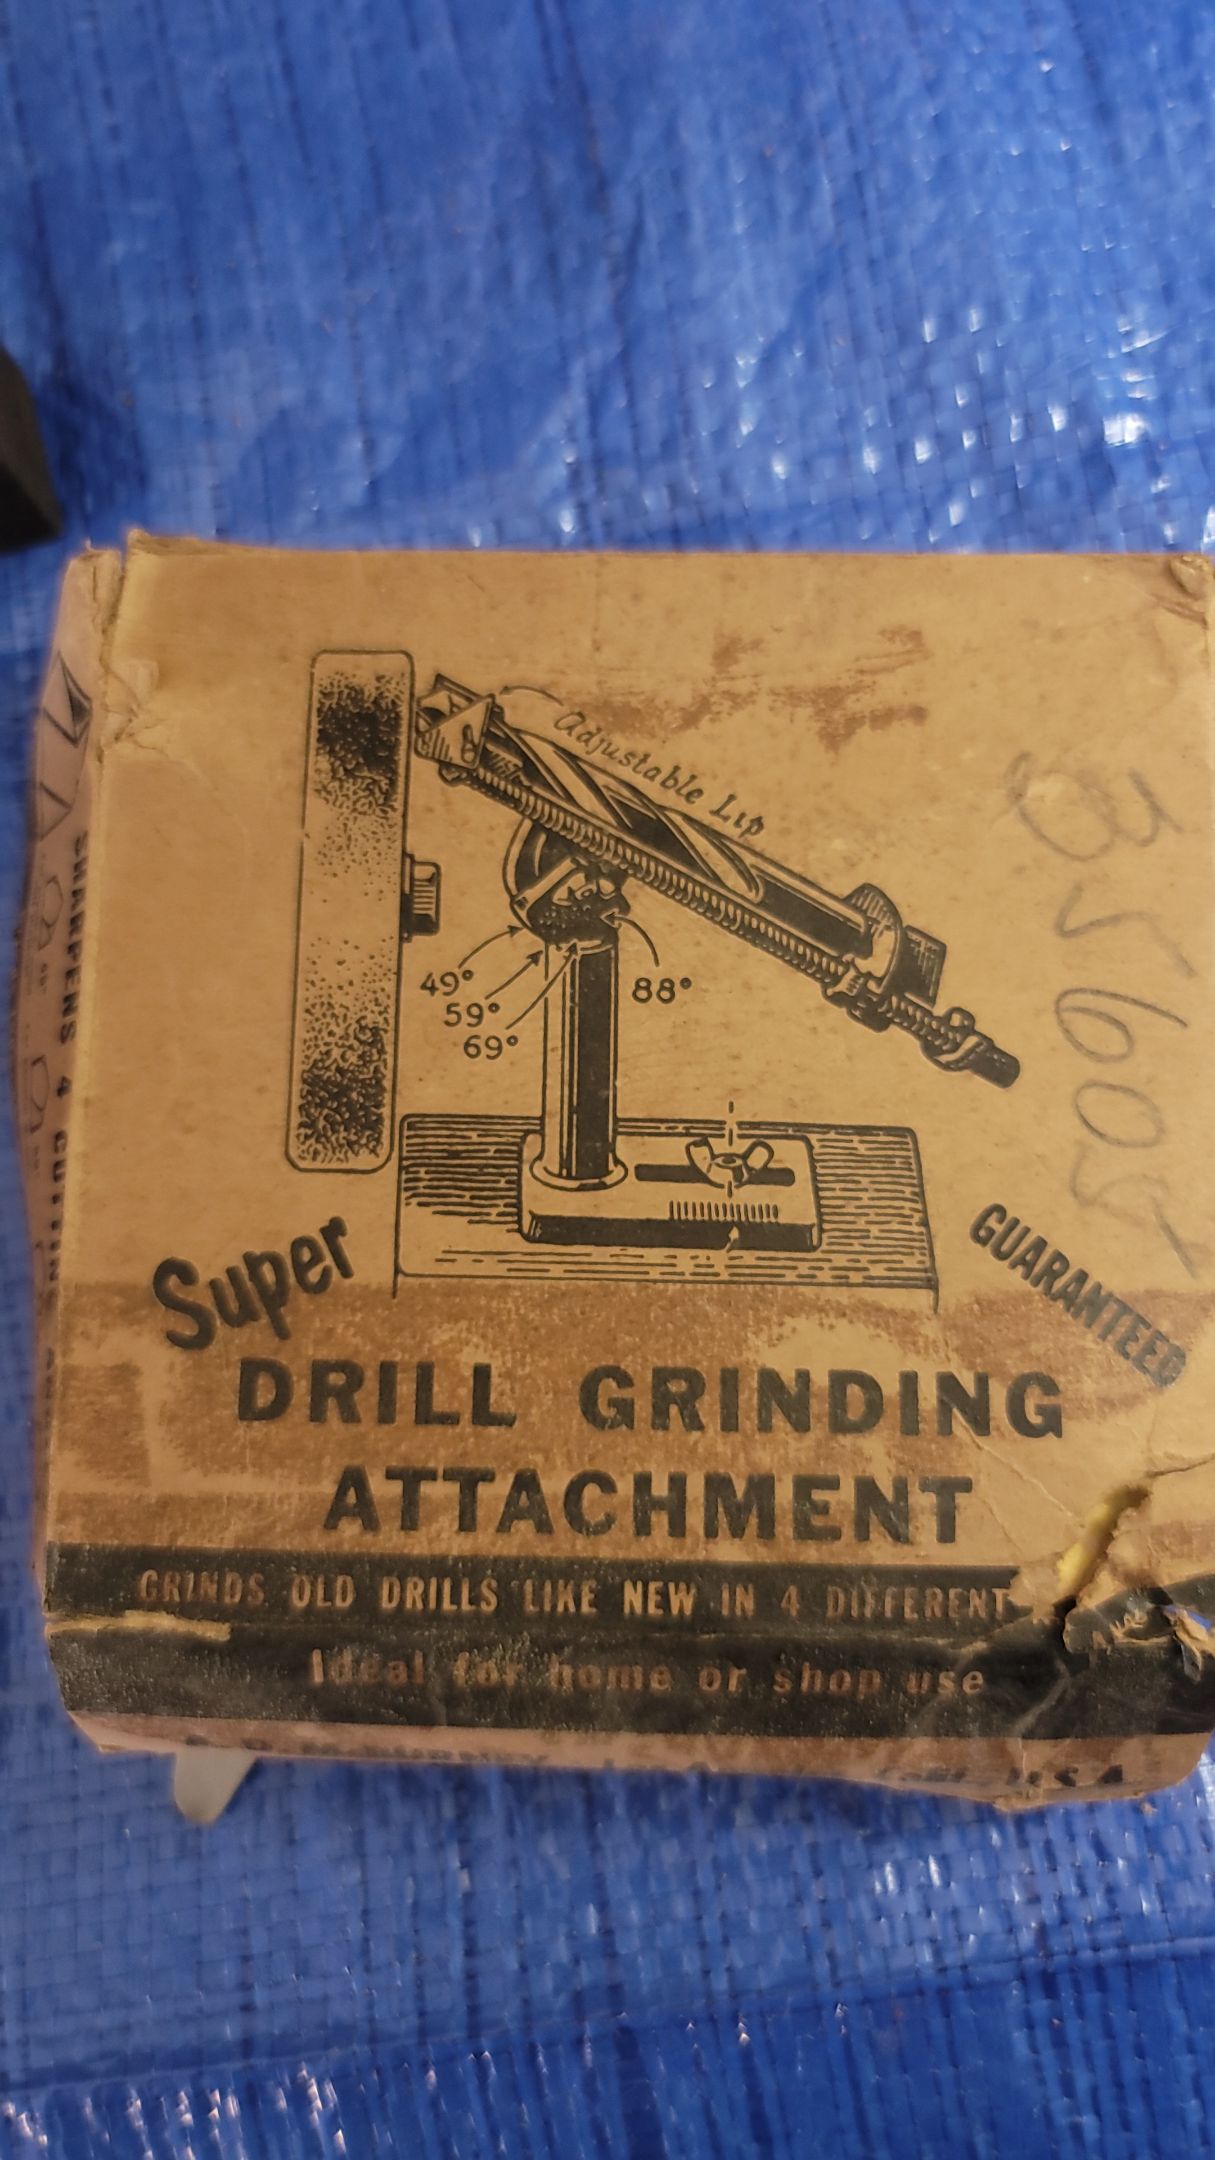 Adjustable Lip
49°
59°
69°
88°
35605
Super
GUARANTEED
DRILL GRINDING
ATTACHMENT
GRINDS OLD DRILLS LIKE NEW IN 4 DIFFERENT
Ideal for home or shop use
U.S.A.
SHARPENS 4 CUTTING